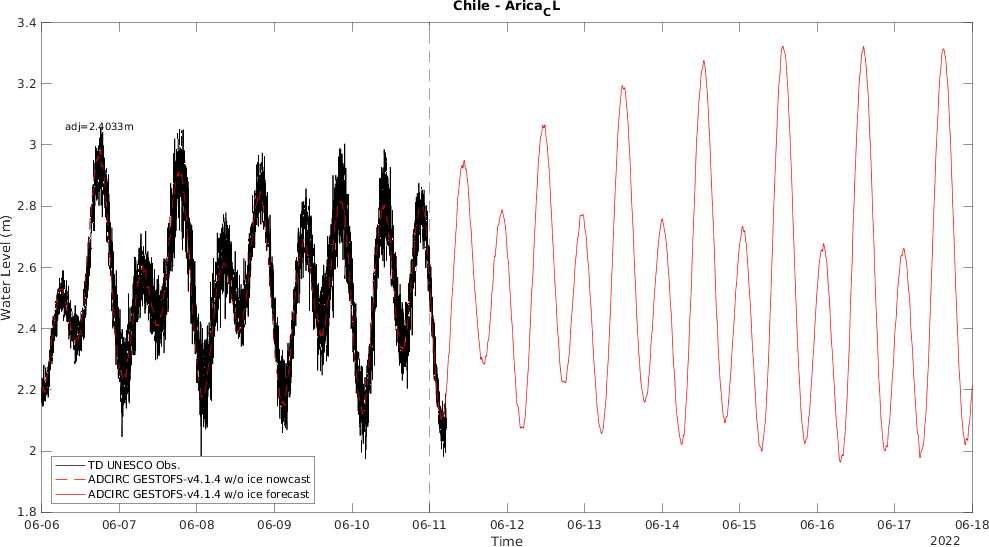 Chile - Arica_CL
3.4
3.2
3
2.8
2.6
2.4
2.2
2
1.8
Water Level (m)
adj=2.4033m
TD UNESCO Obs.
ADCIRC GESTOFS-v4.1.4 w/o ice nowcast
ADCIRC GESTOFS-v4.1.4 w/o ice forecast
06-06 06-07 06-08 06-09 06-10 06-11 06-12 06-13 06-14 06-15 06-16 06-17 06-18
Time
2022